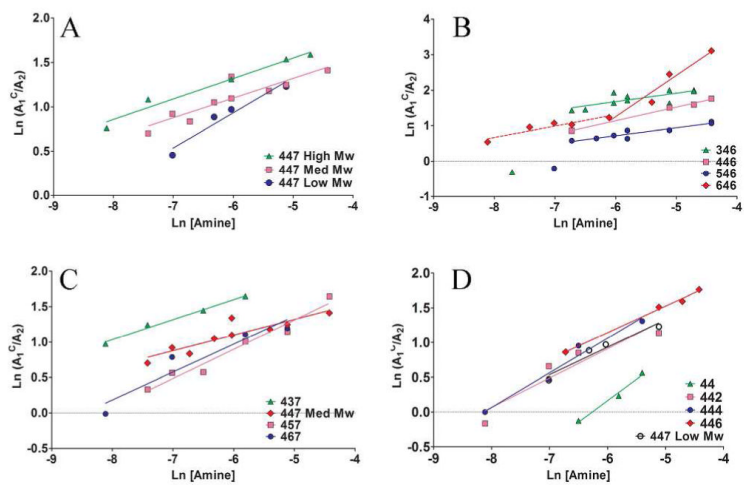 A
2.0
1.5
1.0
0.5
0.0
Ln (A₁ᶜ/A₂)
-9 -8 -7 -6 -5 -4
Ln [Amine]
447 High Mw
447 Med Mw
447 Low Mw
B
4
3
2
1
0
-1
Ln (A₁ᶜ/A₂)
-9 -8 -7 -6 -5 -4
Ln [Amine]
346
446
546
646
C
2.0
1.5
1.0
0.5
0.0
-0.5
Ln (A₁ᶜ/A₂)
-9 -8 -7 -6 -5 -4
Ln [Amine]
437
447 Med Mw
457
467
D
2.0
1.5
1.0
0.5
0.0
-0.5
Ln (A₁ᶜ/A₂)
-9 -8 -7 -6 -5 -4
Ln [Amine]
44
442
444
446
447 Low Mw